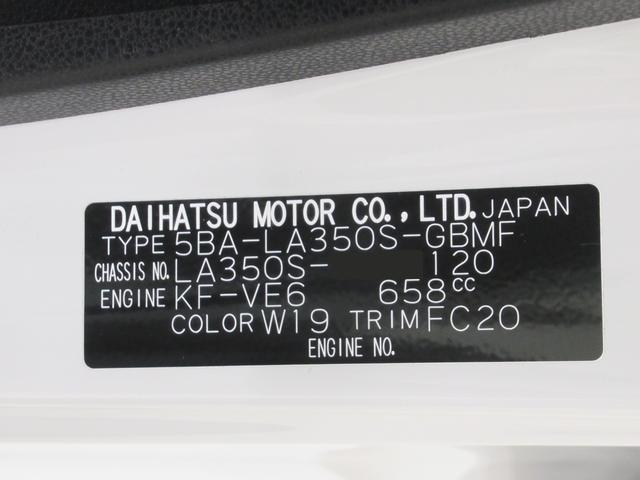 DAIHATSU MOTOR CO., LTD. JAPAN
TYPE 5BA-LA350S-GBMF
CHASSIS NO. LA350S- 120
ENGINE KF-VE6 658cc
COLOR W19 TRIM FC20
ENGINE NO.